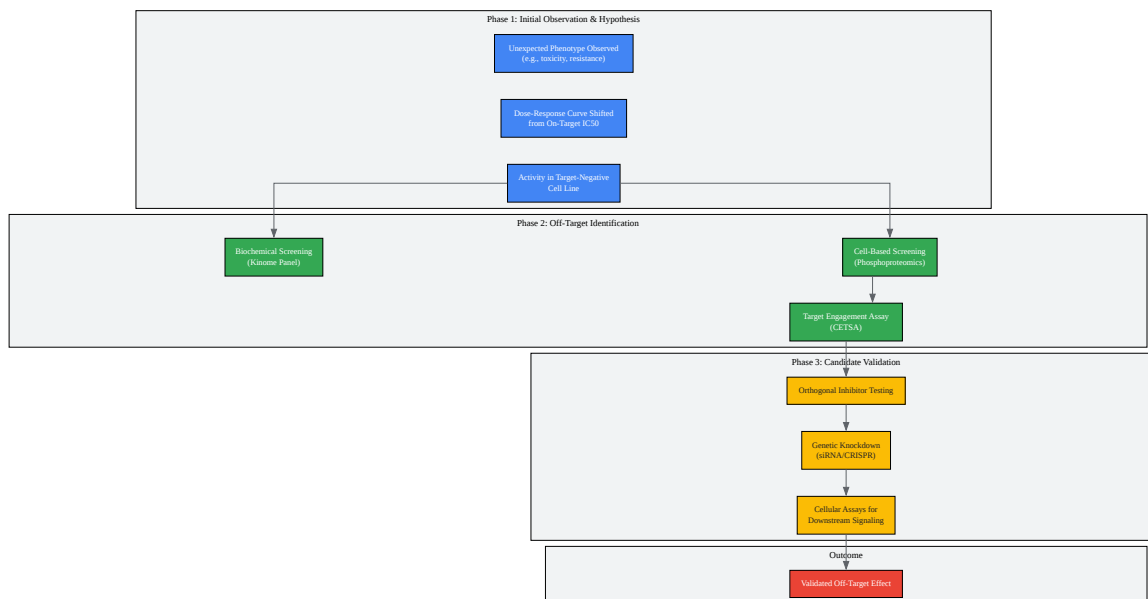 Phase 1: Initial Observation & Hypothesis
Unexpected Phenotype Observed
(e.g., toxicity, resistance)
Dose-Response Curve Shifted
from On-Target IC50
Activity in Target-Negative
Cell Line
Phase 2: Off-Target Identification
Biochemical Screening
(Kinome Panel)
Cell-Based Screening
(Phosphoproteomics)
Target Engagement Assay
(CETSA)
Phase 3: Candidate Validation
Orthogonal Inhibitor Testing
Genetic Knockdown
(siRNA/CRISPR)
Cellular Assays for
Downstream Signaling
Outcome
Validated Off-Target Effect